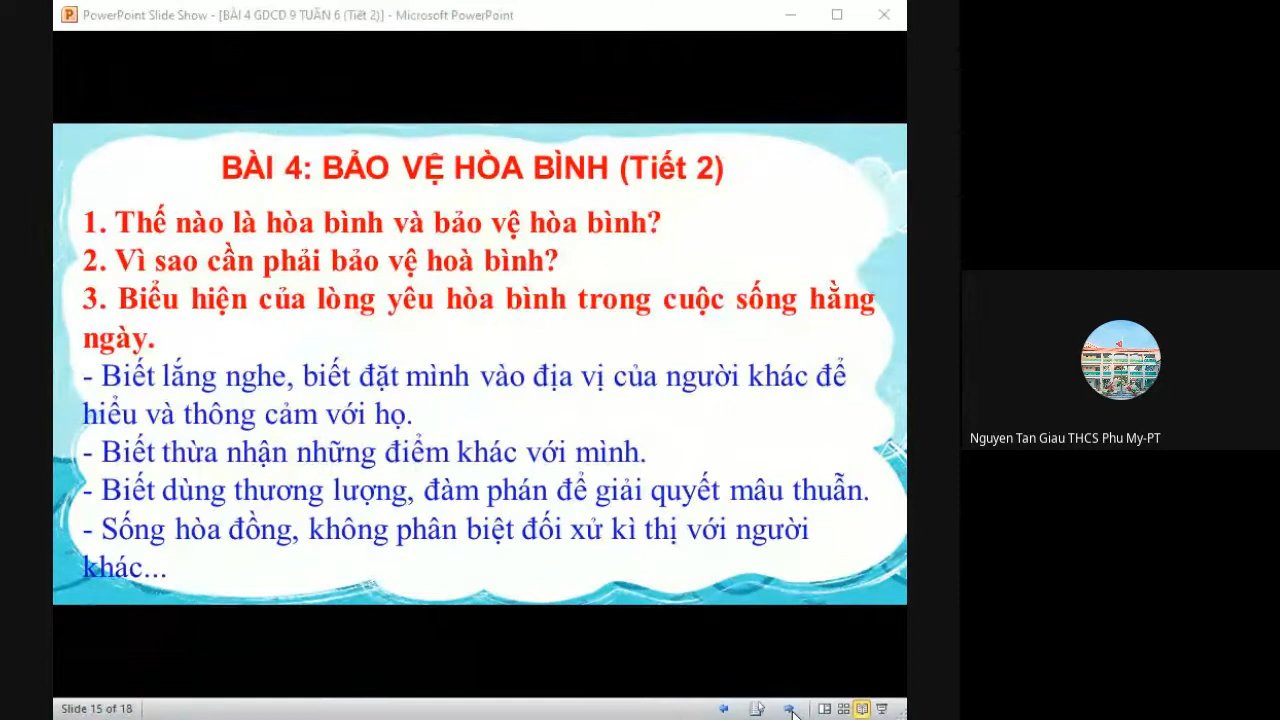 PowerPoint Slide Show - [BÀI 4 GDCD 9 TUẦN 6 (Tiết 2)] - Microsoft PowerPoint
BÀI 4: BẢO VỆ HÒA BÌNH (Tiết 2)
1. Thế nào là hòa bình và bảo vệ hòa bình?
2. Vì sao cần phải bảo vệ hoà bình?
3. Biểu hiện của lòng yêu hòa bình trong cuộc sống hằng
ngày.
- Biết lắng nghe, biết đặt mình vào địa vị của người khác để
hiểu và thông cảm với họ.
- Biết thừa nhận những điểm khác với mình.
- Biết dùng thương lượng, đàm phán để giải quyết mâu thuẫn.
- Sống hòa đồng, không phân biệt đối xử kì thị với người
khác...
Nguyen Tan Giau THCS Phu My-PT
Slide 15 of 18